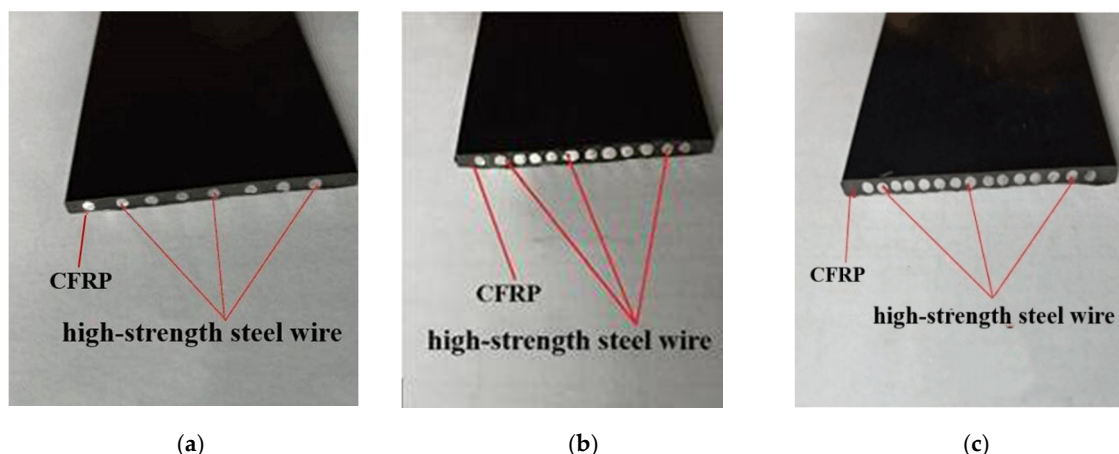 CFRP
high-strength steel wire
CFRP
high-strength steel wire
CFRP
high-strength steel wire
(a)
(b)
(c)